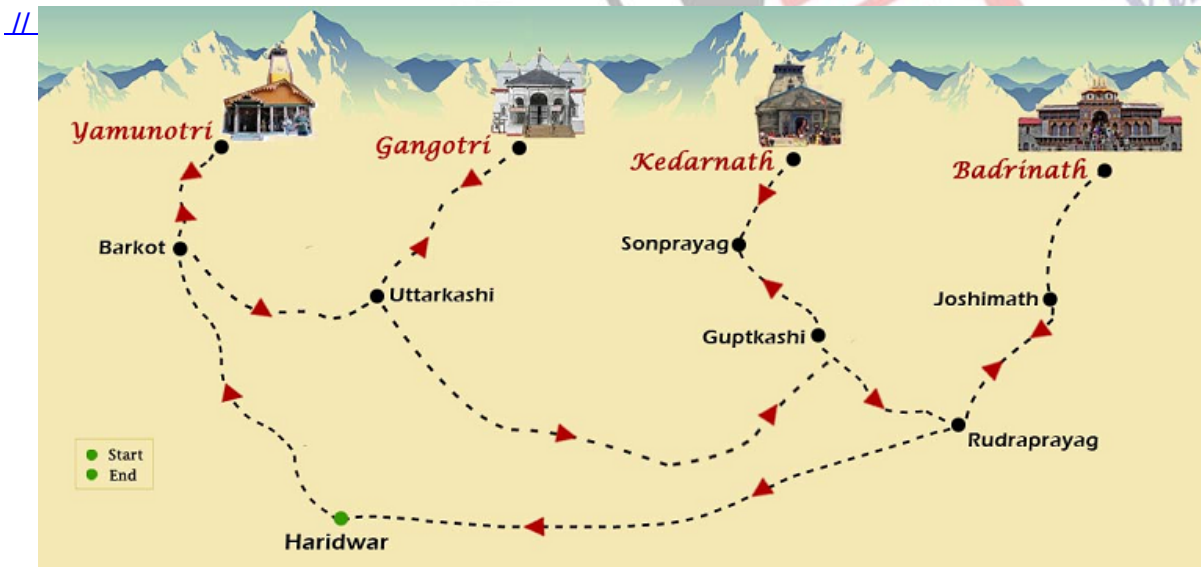 //
Yamunotri
Gangotri
Kedarnath
Badrinath
Barkot
Uttarkashi
Sonprayag
Joshimath
Guptkashi
Rudraprayag
Start
End
Haridwar